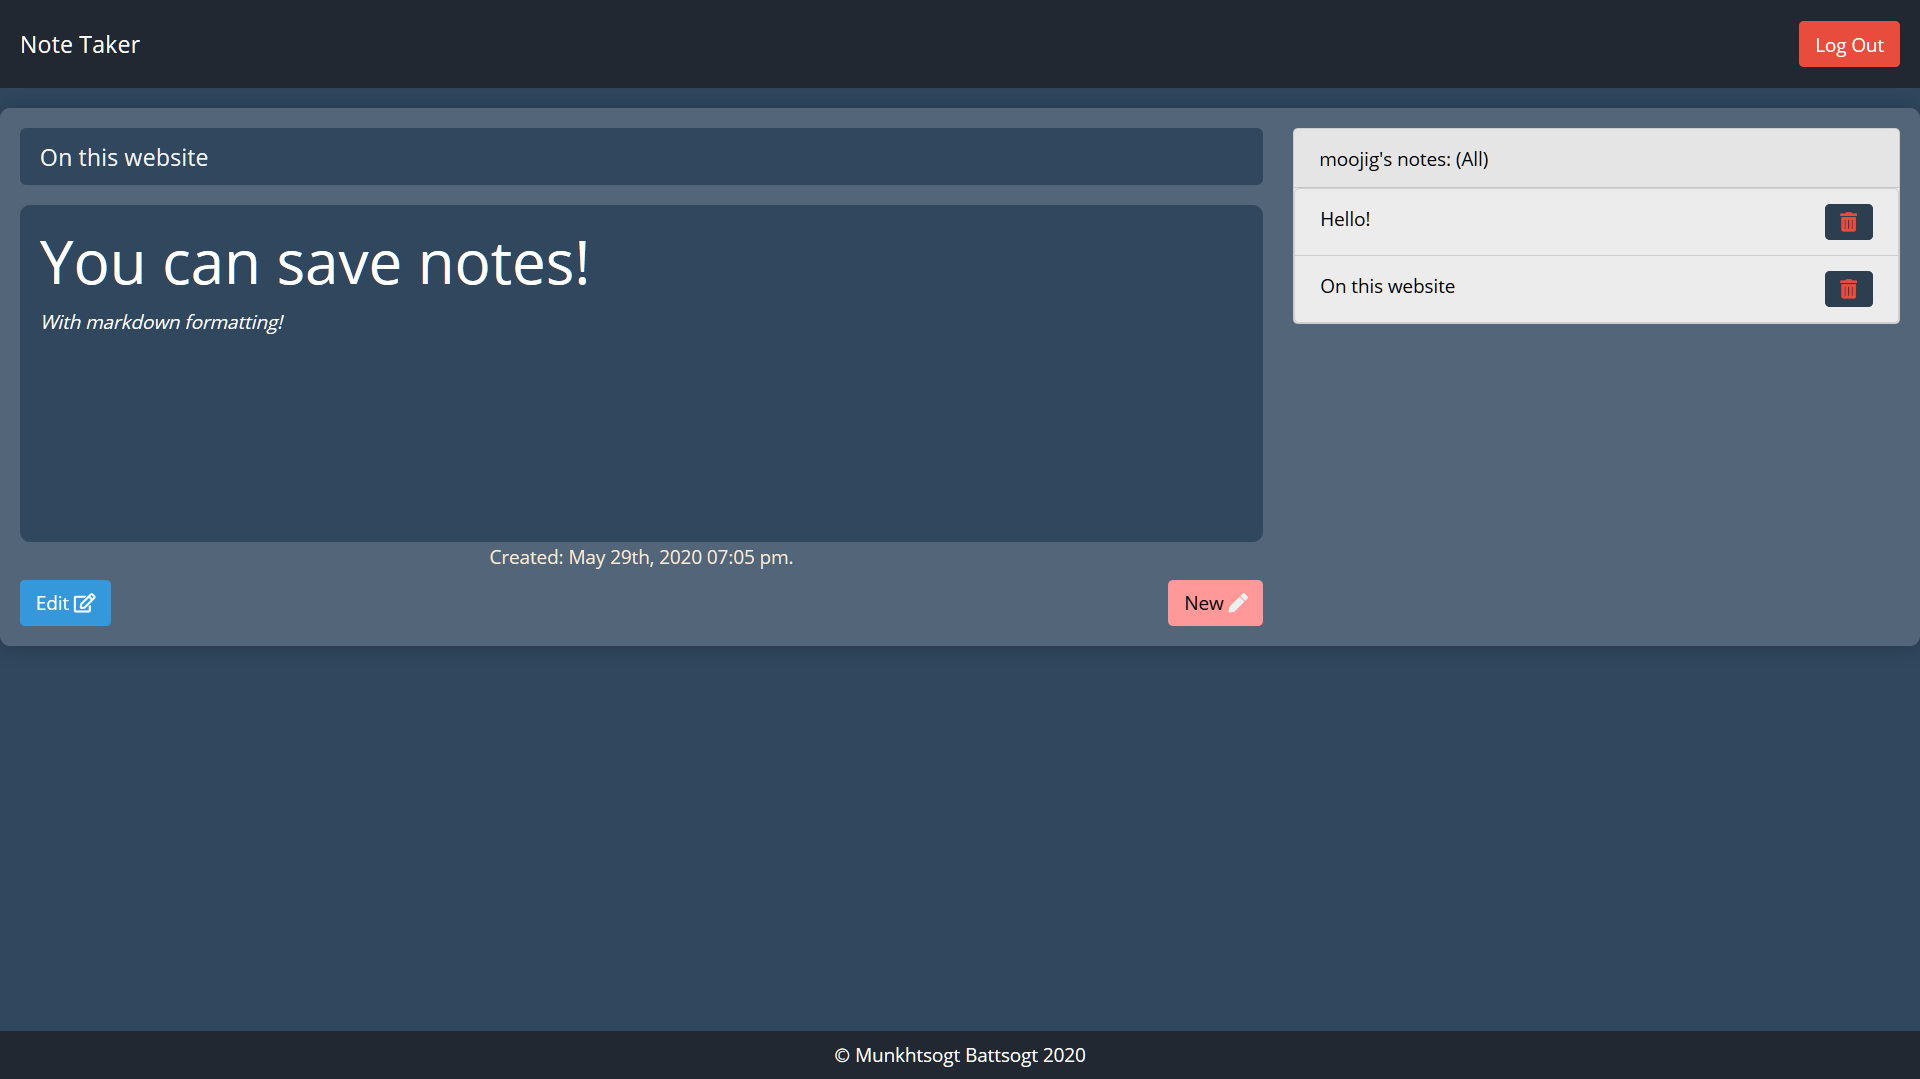 Note Taker
Log Out
On this website
You can save notes!
With markdown formatting!
Created: May 29th, 2020 07:05 pm.
Edit
New
moojig's notes: (All)
Hello!
On this website
© Munkhtsogt Battsogt 2020